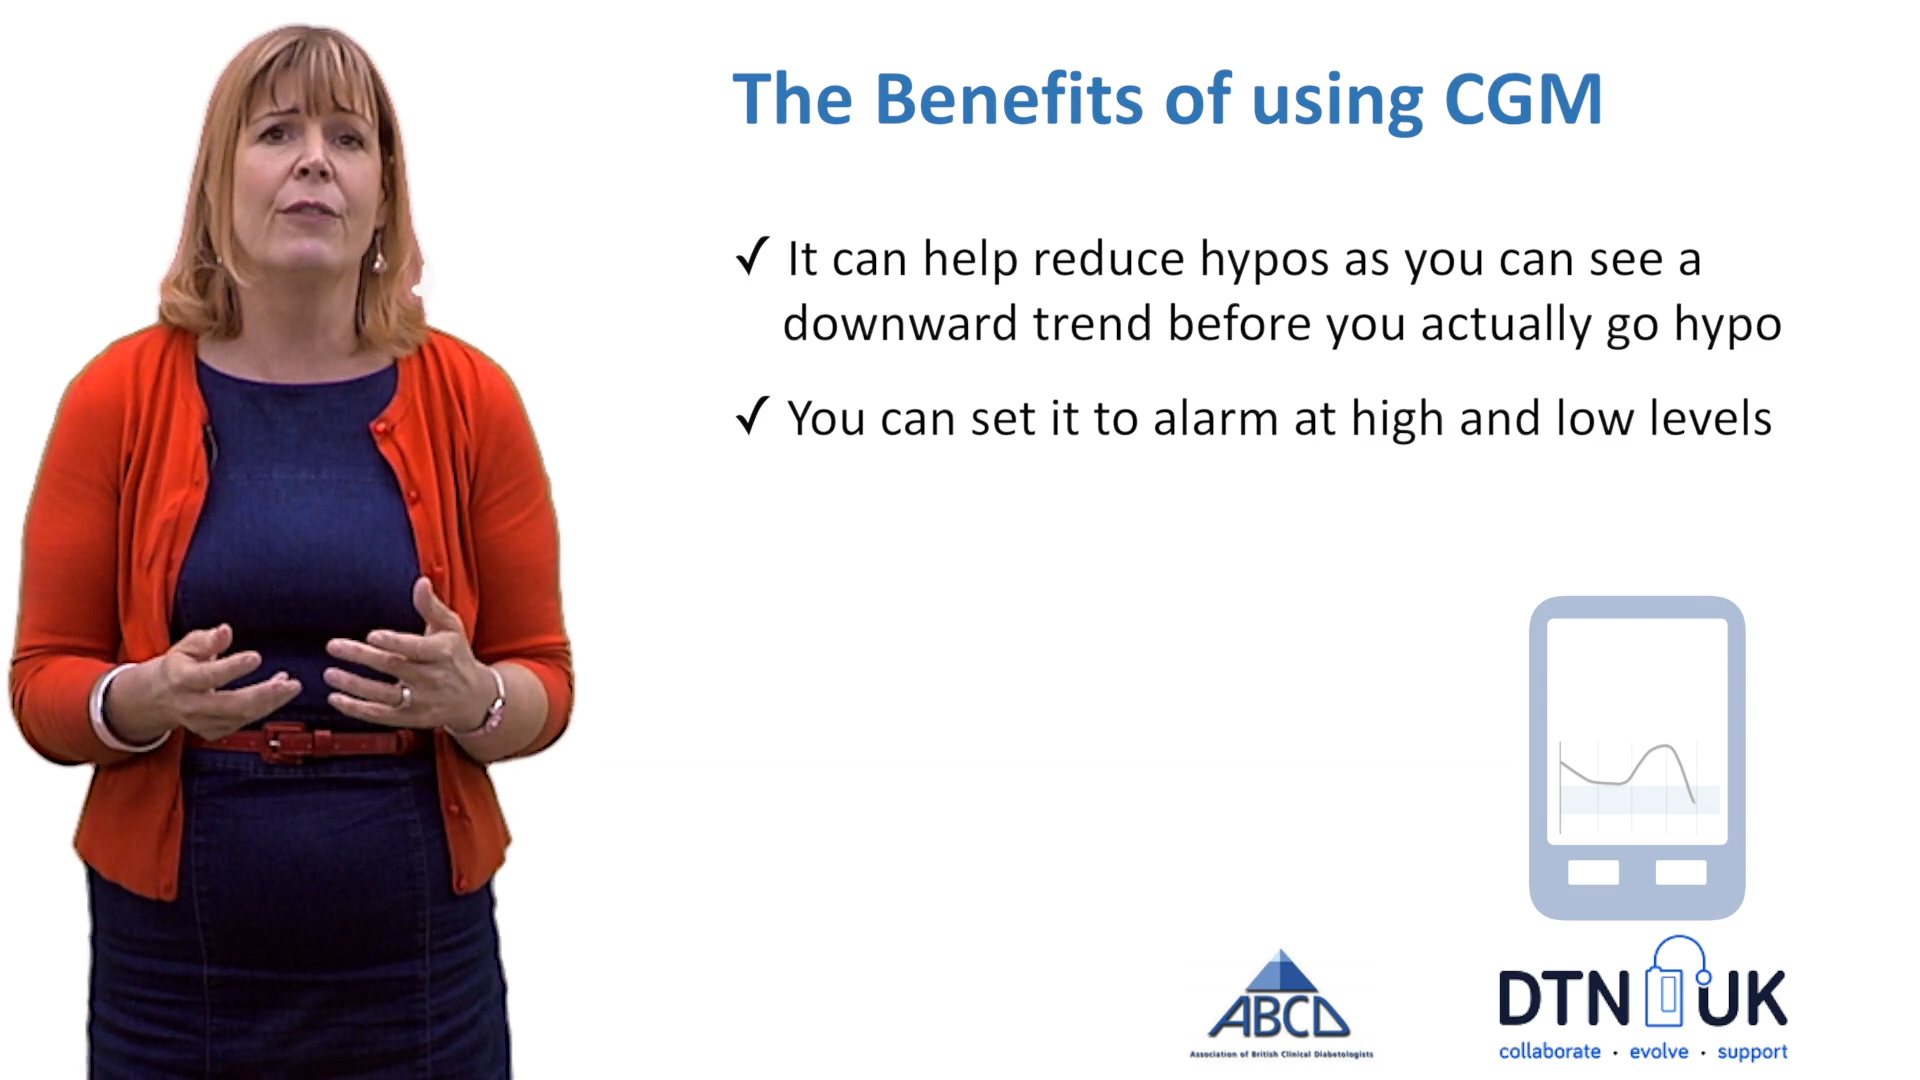 The Benefits of using CGM
✓ It can help reduce hypos as you can see a
downward trend before you actually go hypo
✓ You can set it to alarm at high and low levels
ABCD
Association of British Clinical Diabetologists
DTN UK
collaborate · evolve · support